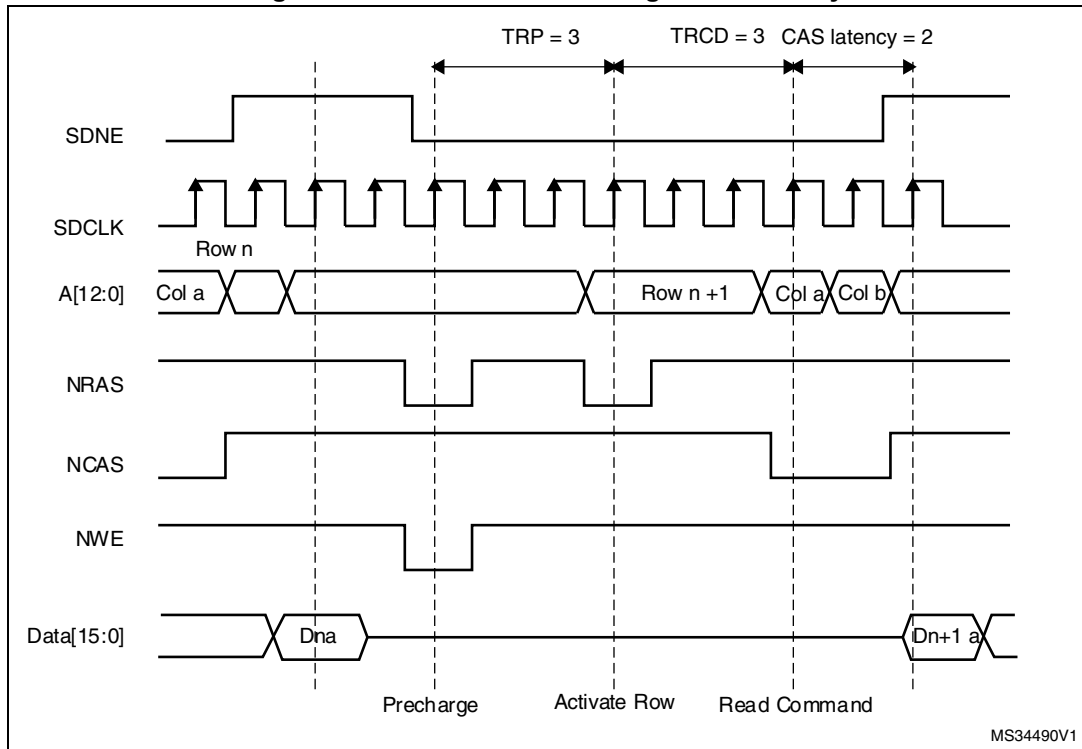 TRP = 3 TRCD = 3 CAS latency = 2
SDNE
SDCLK
Row n
A[12:0] Col a Row n +1 Col a Col b
NRAS
NCAS
NWE
Data[15:0] Dna Dn+1 a
Precharge Activate Row Read Command
MS34490V1